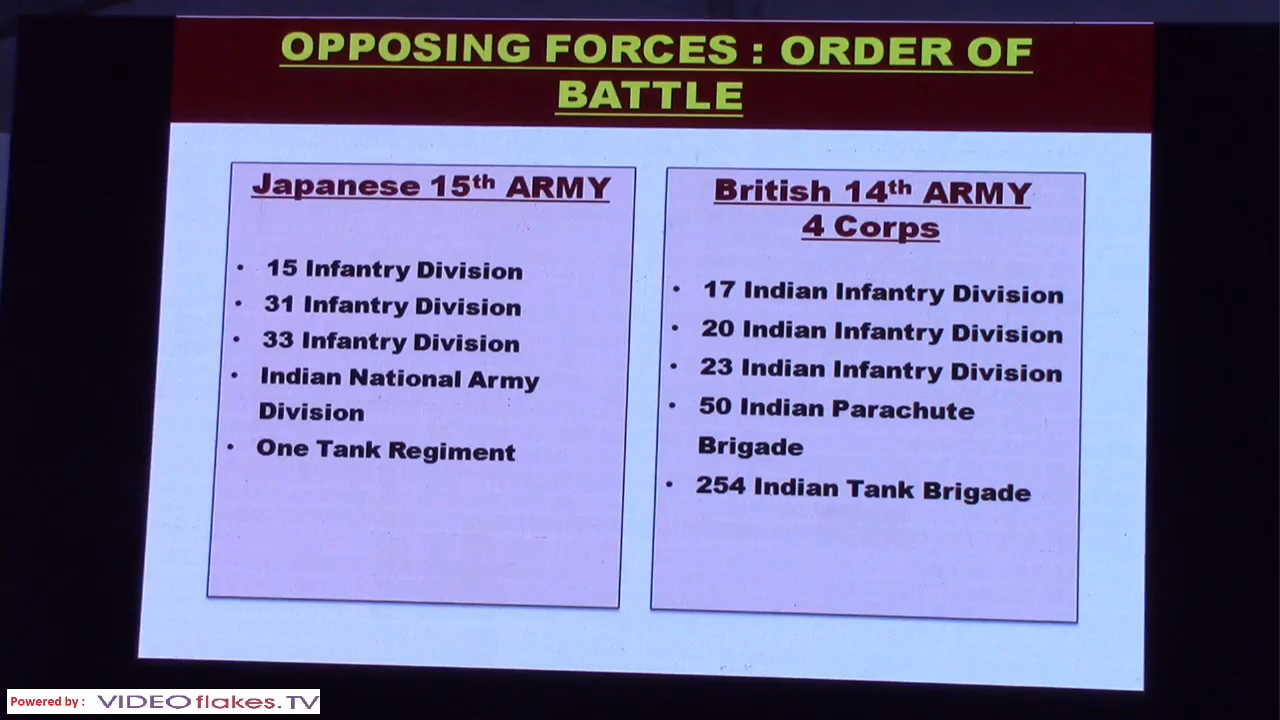 OPPOSING FORCES : ORDER OF
BATTLE
Japanese 15th ARMY
• 15 Infantry Division
• 31 Infantry Division
• 33 Infantry Division
• Indian National Army
Division
• One Tank Regiment
British 14th ARMY
4 Corps
• 17 Indian Infantry Division
• 20 Indian Infantry Division
• 23 Indian Infantry Division
• 50 Indian Parachute
Brigade
• 254 Indian Tank Brigade
Powered by : VIDEOflakes.TV